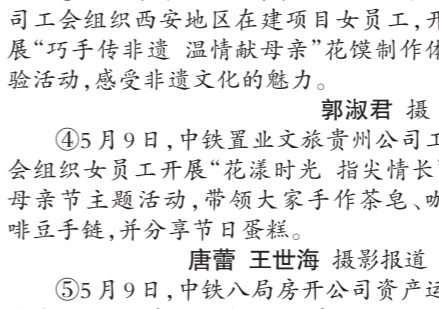 司工会组织西安地区在建项目女员工,开
展“巧手传非遗 温情献母亲”花馍制作体
验活动,感受非遗文化的魅力。
郭淑君 摄
④5月9日,中铁置业文旅贵州公司工
会组织女员工开展“花漾时光 指尖情长”
母亲节主题活动,带领大家手作茶皂、咖
啡豆手链,并分享节日蛋糕。
唐蕾 王世海 摄影报道
⑤5月9日,中铁八局房开公司资产运